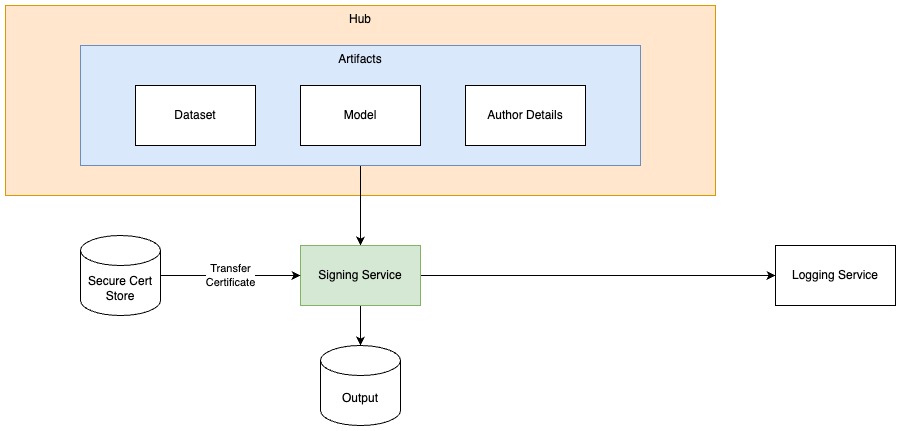 Hub
Artifacts
Dataset
Model
Author Details
Secure Cert
Store
Transfer
Certificate
Signing Service
Logging Service
Output